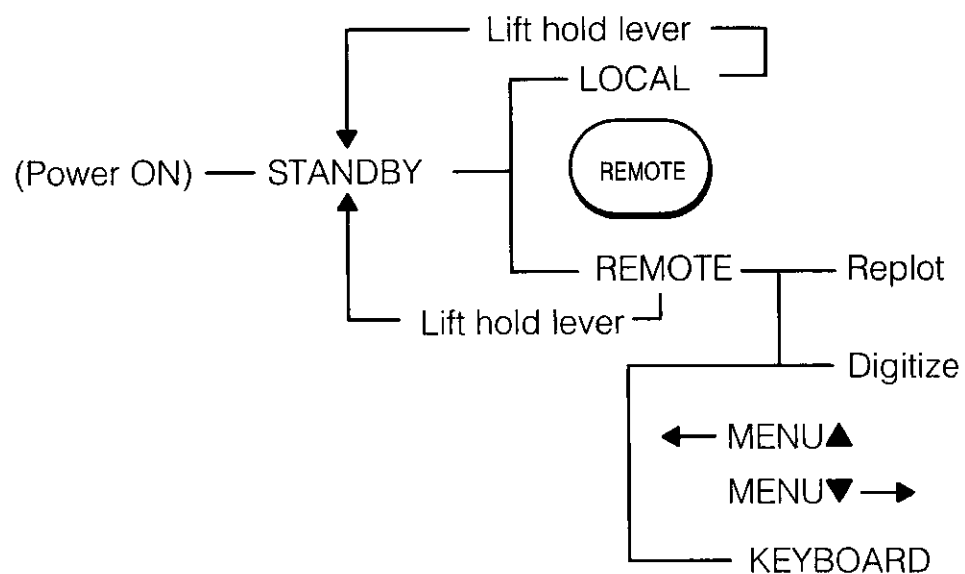 Lift hold lever
LOCAL
(Power ON) STANDBY
REMOTE
REMOTE Replot
Lift hold lever
Digitize
MENU▲
MENU▼
KEYBOARD